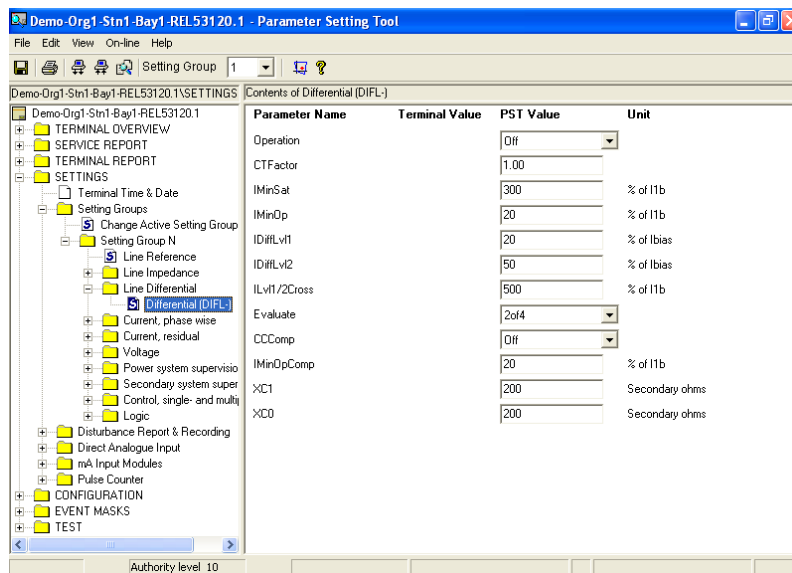 Demo-Org1-Stn1-Bay1-REL53120.1 - Parameter Setting Tool
File Edit View On-line Help
Setting Group 1
Demo-Org1-Stn1-Bay1-REL53120.1\SETTINGS
Contents of Differential (DIFL-)
Demo-Org1-Stn1-Bay1-REL53120.1
TERMINAL OVERVIEW
SERVICE REPORT
TERMINAL REPORT
SETTINGS
Terminal Time & Date
Setting Groups
Change Active Setting Group
Setting Group N
Line Reference
Line Impedance
Line Differential
Differential (DIFL-)
Current, phase wise
Current, residual
Voltage
Power system supervisio
Secondary system super
Control, single- and multip
Logic
Disturbance Report & Recording
Direct Analogue Input
mA Input Modules
Pulse Counter
CONFIGURATION
EVENT MASKS
TEST
Parameter Name Terminal Value PST Value Unit
Operation Off
CTFactor 1.00
IMinSat 300 % of I1b
IMinOp 20 % of I1b
IDiffLvl1 20 % of Ibias
IDiffLvl2 50 % of Ibias
ILvl1/2Cross 500 % of I1b
Evaluate 2of4
CCComp Off
IMinOpComp 20 % of I1b
XC1 200 Secondary ohms
XC0 200 Secondary ohms
Authority level 10